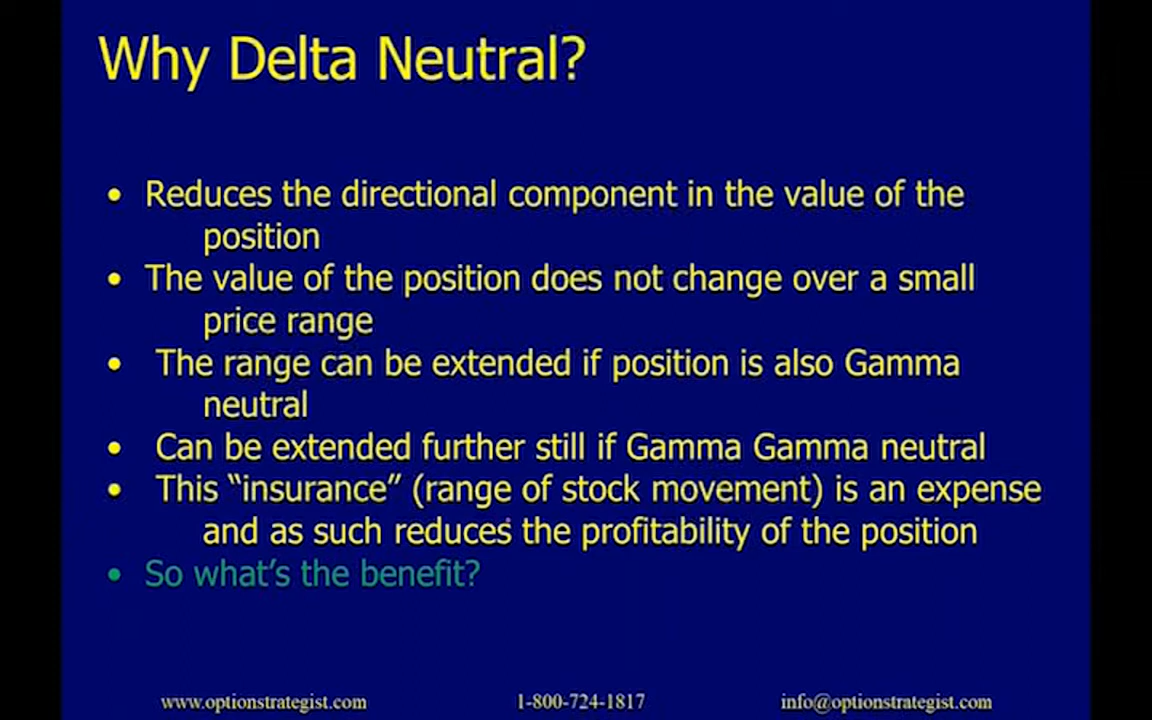 Why Delta Neutral?
• Reduces the directional component in the value of the
position
• The value of the position does not change over a small
price range
• The range can be extended if position is also Gamma
neutral
• Can be extended further still if Gamma Gamma neutral
• This “insurance” (range of stock movement) is an expense
and as such reduces the profitability of the position
• So what’s the benefit?
www.optionstrategist.com 1-800-724-1817 info@optionstrategist.com